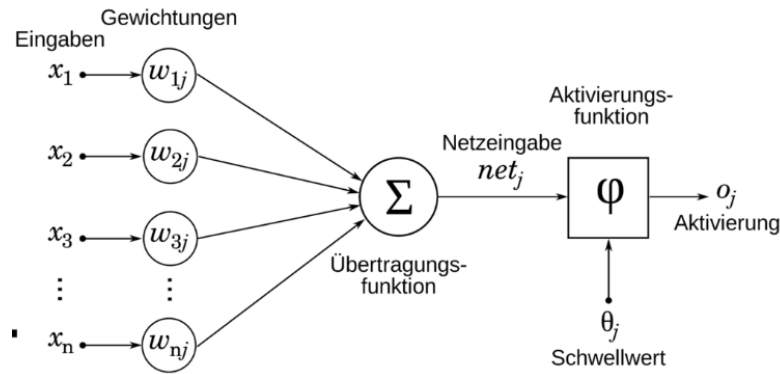 Gewichtungen
Eingaben
x₁ w₁ⱼ
x₂ w₂ⱼ
x₃ w₃ⱼ
⋮ ⋮
xₙ wₙⱼ
Σ
Übertragungs-
funktion
Netzeingabe
netⱼ
Aktivierungs-
funktion
φ
oⱼ
Aktivierung
θⱼ
Schwellwert